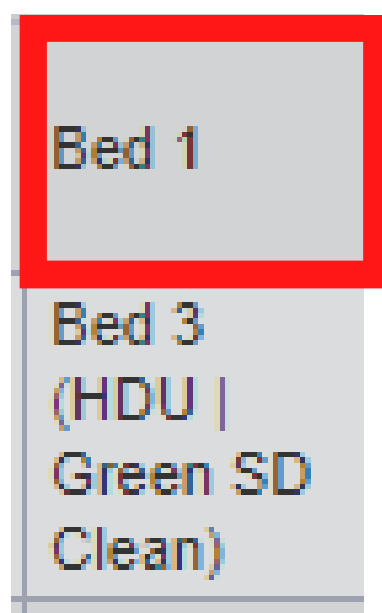 Bed 1
Bed 3
(HDU |
Green SD
Clean)